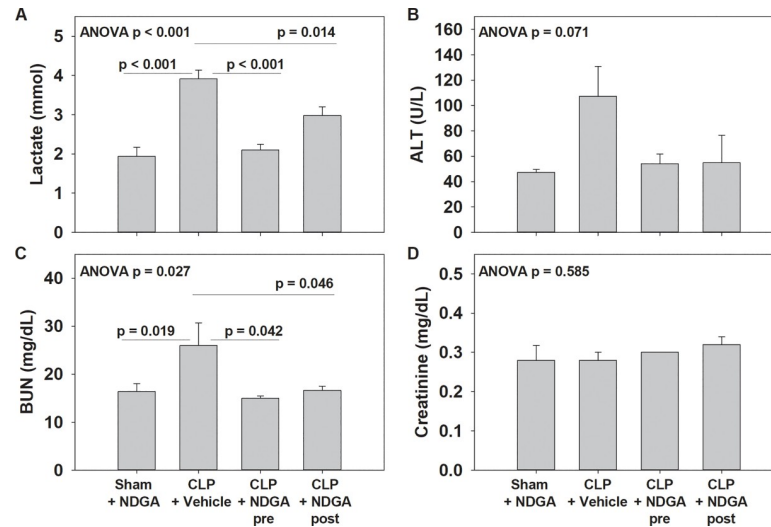 A
ANOVA p < 0.001
p = 0.014
p < 0.001
p < 0.001
Lactate (mmol)
5
4
3
2
1
0
B
ANOVA p = 0.071
ALT (U/L)
160
140
120
100
80
60
40
20
0
C
ANOVA p = 0.027
p = 0.046
p = 0.019
p = 0.042
BUN (mg/dL)
40
30
20
10
0
Sham
+ NDGA
CLP
+ Vehicle
CLP
+ NDGA
pre
CLP
+ NDGA
post
D
ANOVA p = 0.585
Creatinine (mg/dL)
0.5
0.4
0.3
0.2
0.1
0.0
Sham
+ NDGA
CLP
+ Vehicle
CLP
+ NDGA
pre
CLP
+ NDGA
post